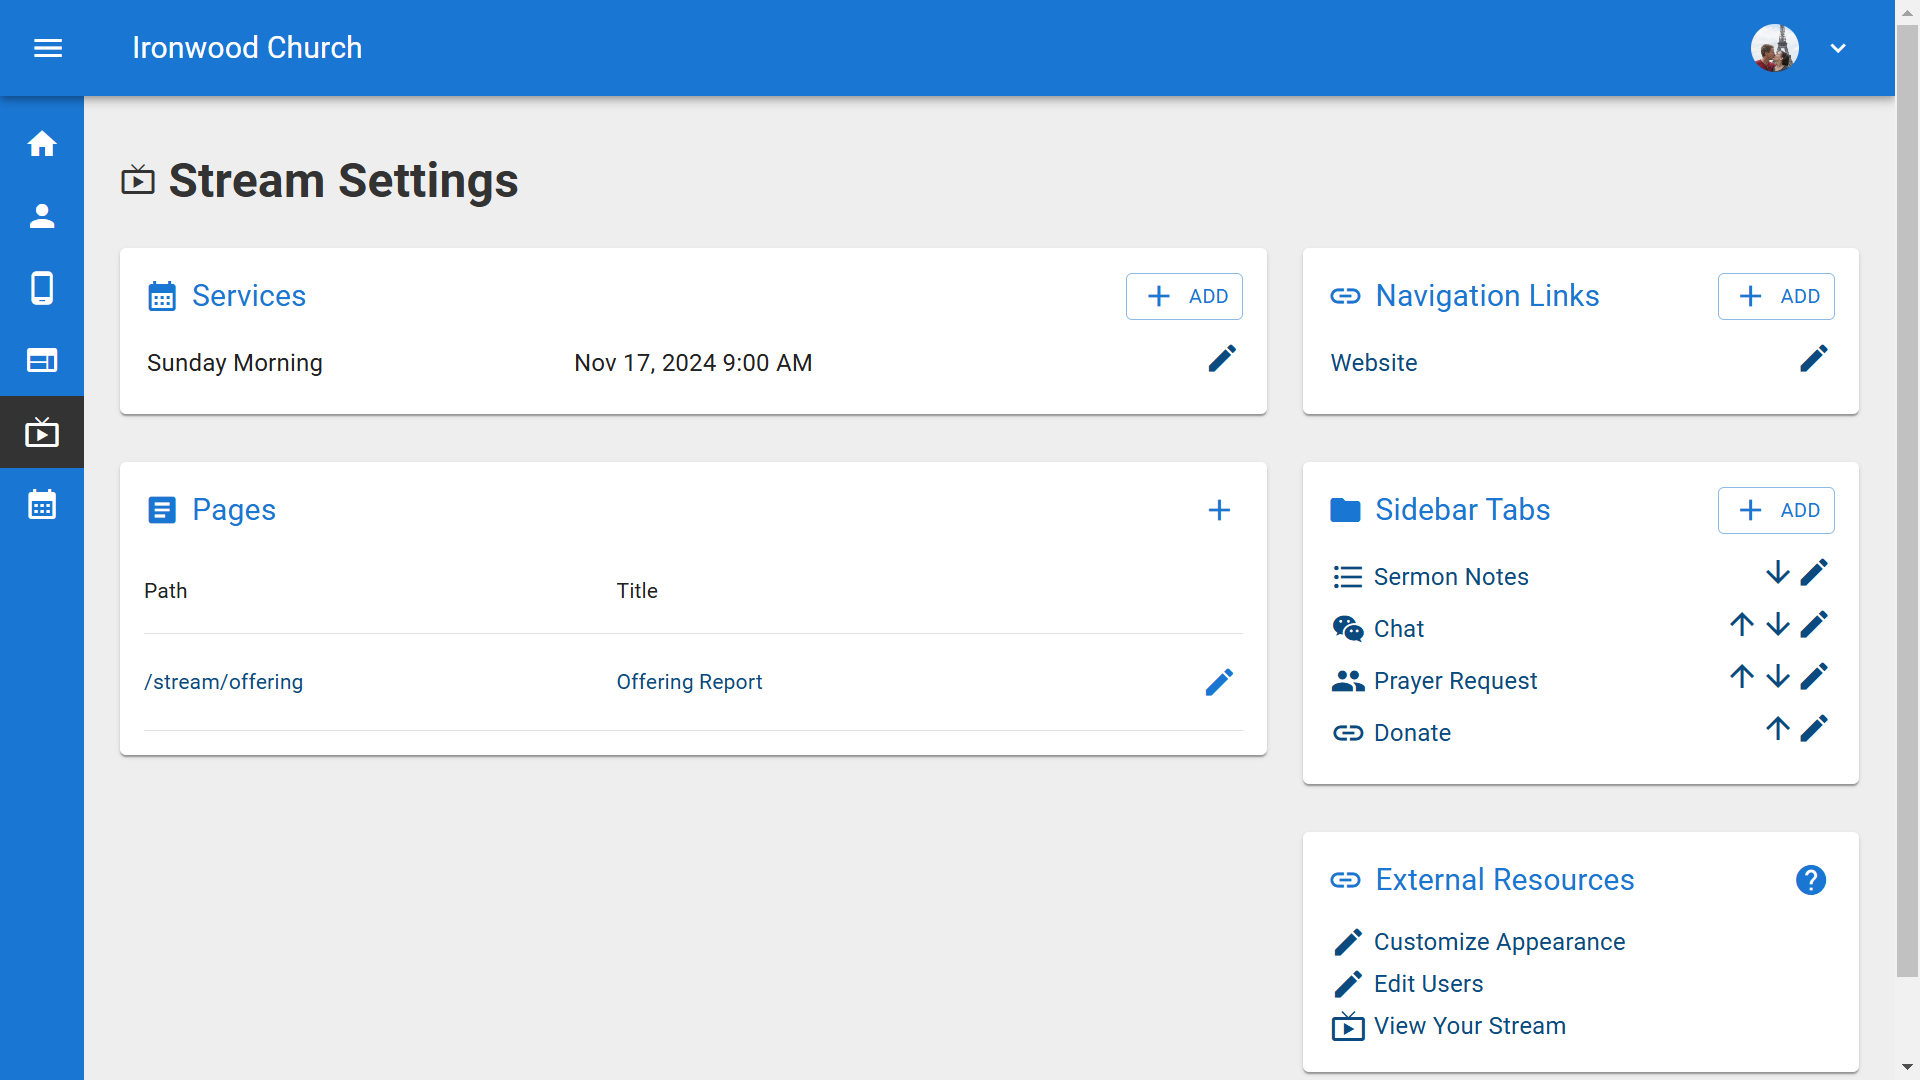 Ironwood Church
Stream Settings
Services
ADD
Sunday Morning
Nov 17, 2024 9:00 AM
Navigation Links
ADD
Website
Pages
Path
Title
/stream/offering
Offering Report
Sidebar Tabs
ADD
Sermon Notes
Chat
Prayer Request
Donate
External Resources
Customize Appearance
Edit Users
View Your Stream